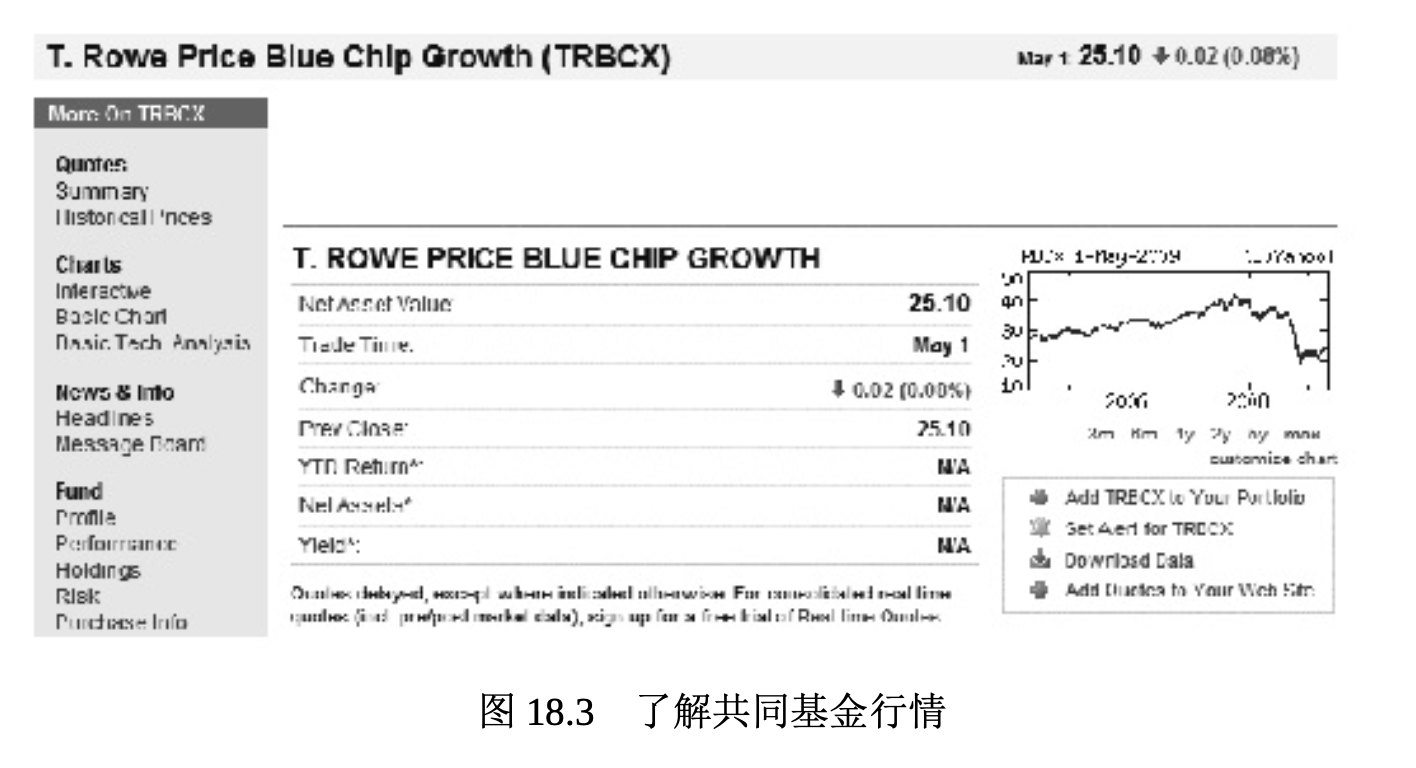 T. Rowe Price Blue Chip Growth (TRBCX)
May 1: 25.10 0.02 (0.08%)
More On TRBCX
Quotes
Summary
Historical Prices
Charts
Interactive
Basic Chart
Basic Tech. Analysis
News & Info
Headlines
Message Board
Fund
Profile
Performance
Holdings
Risk
Purchase Info
T. ROWE PRICE BLUE CHIP GROWTH
Net Asset Value: 25.10
Trade Time: May 1
Change: 0.02 (0.08%)
Prev Close: 25.10
YTD Return*: N/A
Net Assets*: N/A
Yield*: N/A
Quotes delayed, except where indicated otherwise. For consolidated real-time
quotes (incl. pre/post market data), sign up for a free trial of Real-time Quotes.
1-May-2009
50
40
30
20
10
3m 6m 1y 2y 5y max
customize chart
Add TRBCX to Your Portfolio
Set Alert for TRBCX
Download Data
Add Quotes to Your Web Site
图 18.3 了解共同基金行情